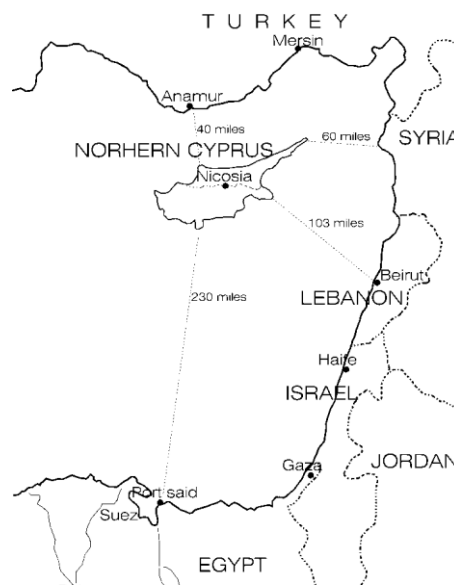 TURKEY
Mersin
Anamur
40 miles
60 miles
SYRIA
NORHERN CYPRUS
Nicosia
103 miles
Beirut
LEBANON
230 miles
Haife
ISRAEL
Gaza
JORDAN
Port said
Suez
EGYPT